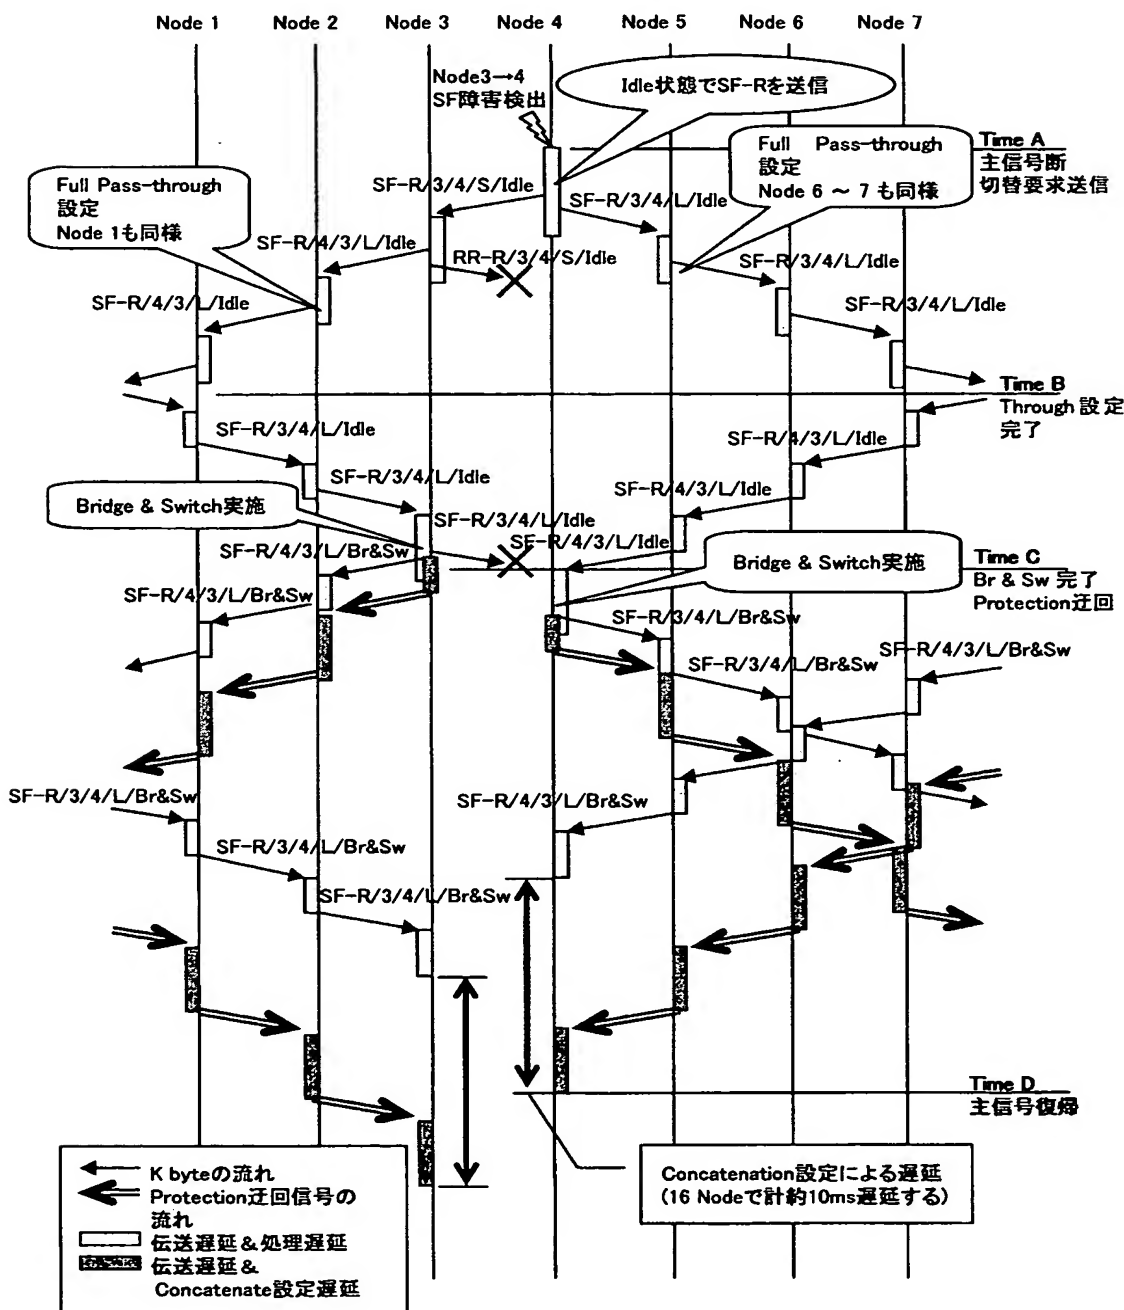 Node 1 Node 2 Node 3 Node 4 Node 5 Node 6 Node 7
Node3→4
SF障害検出
Idle状態でSF-Rを送信
Time A
主信号断
切替要求送信
Full Pass-through
設定
Node 6 ～ 7 も同様
Full Pass-through
設定
Node 1も同様
SF-R/3/4/S/Idle
SF-R/3/4/L/Idle
SF-R/4/3/L/Idle
RR-R/3/4/S/Idle
SF-R/3/4/L/Idle
SF-R/4/3/L/Idle
SF-R/3/4/L/Idle
Time B
Through 設定
完了
SF-R/3/4/L/Idle
SF-R/4/3/L/Idle
SF-R/3/4/L/Idle
SF-R/4/3/L/Idle
Bridge & Switch実施
SF-R/3/4/L/Idle
SF-R/4/3/L/Idle
SF-R/4/3/L/Br&Sw
Bridge & Switch実施
Time C
Br & Sw 完了
Protection迂回
SF-R/4/3/L/Br&Sw
SF-R/3/4/L/Br&Sw
SF-R/4/3/L/Br&Sw
SF-R/3/4/L/Br&Sw
SF-R/3/4/L/Br&Sw
SF-R/4/3/L/Br&Sw
SF-R/3/4/L/Br&Sw
SF-R/3/4/L/Br&Sw
Time D
主信号復帰
K byteの流れ
Protection迂回信号の
流れ
伝送遅延＆処理遅延
伝送遅延＆
Concatenate設定遅延
Concatenation設定による遅延
(16 Nodeで計約10ms遅延する)